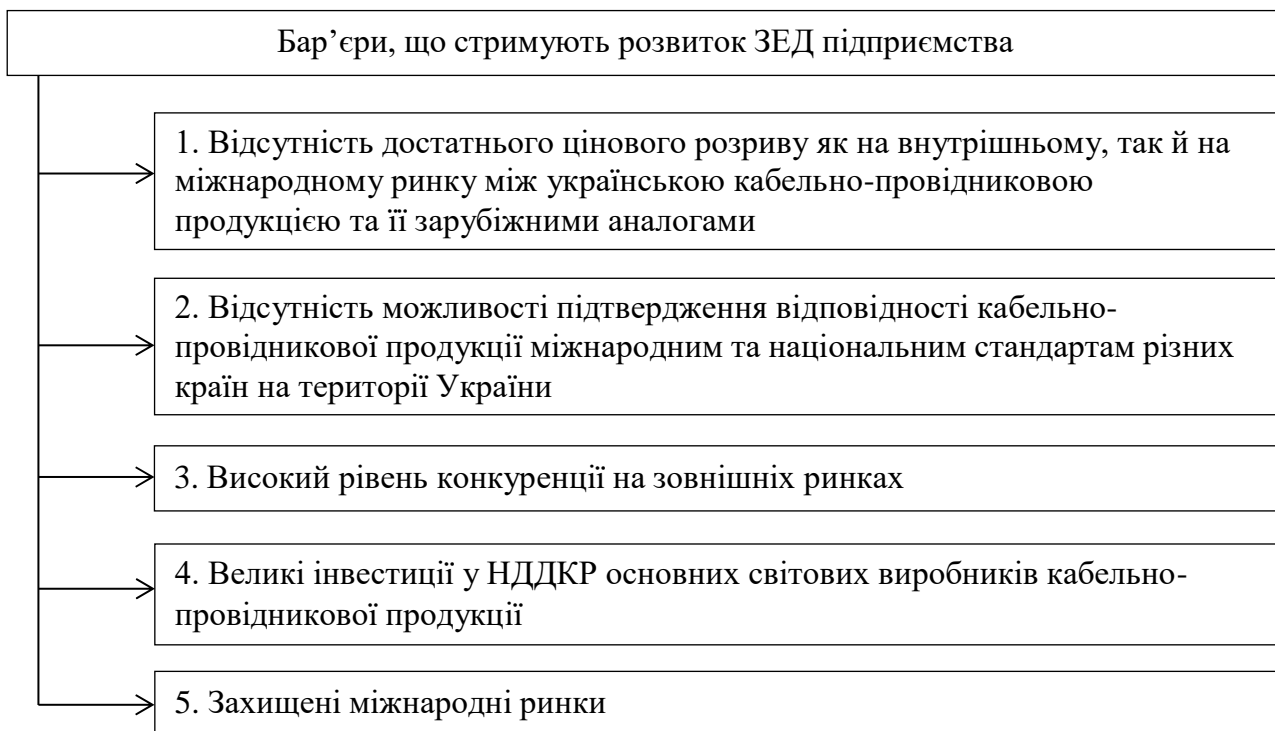 Бар’єри, що стримують розвиток ЗЕД підприємства
1. Відсутність достатнього цінового розриву як на внутрішньому, так й на
міжнародному ринку між українською кабельно-провідниковою
продукцією та її зарубіжними аналогами
2. Відсутність можливості підтвердження відповідності кабельно-
провідникової продукції міжнародним та національним стандартам різних
країн на території України
3. Високий рівень конкуренції на зовнішніх ринках
4. Великі інвестиції у НДДКР основних світових виробників кабельно-
провідникової продукції
5. Захищені міжнародні ринки